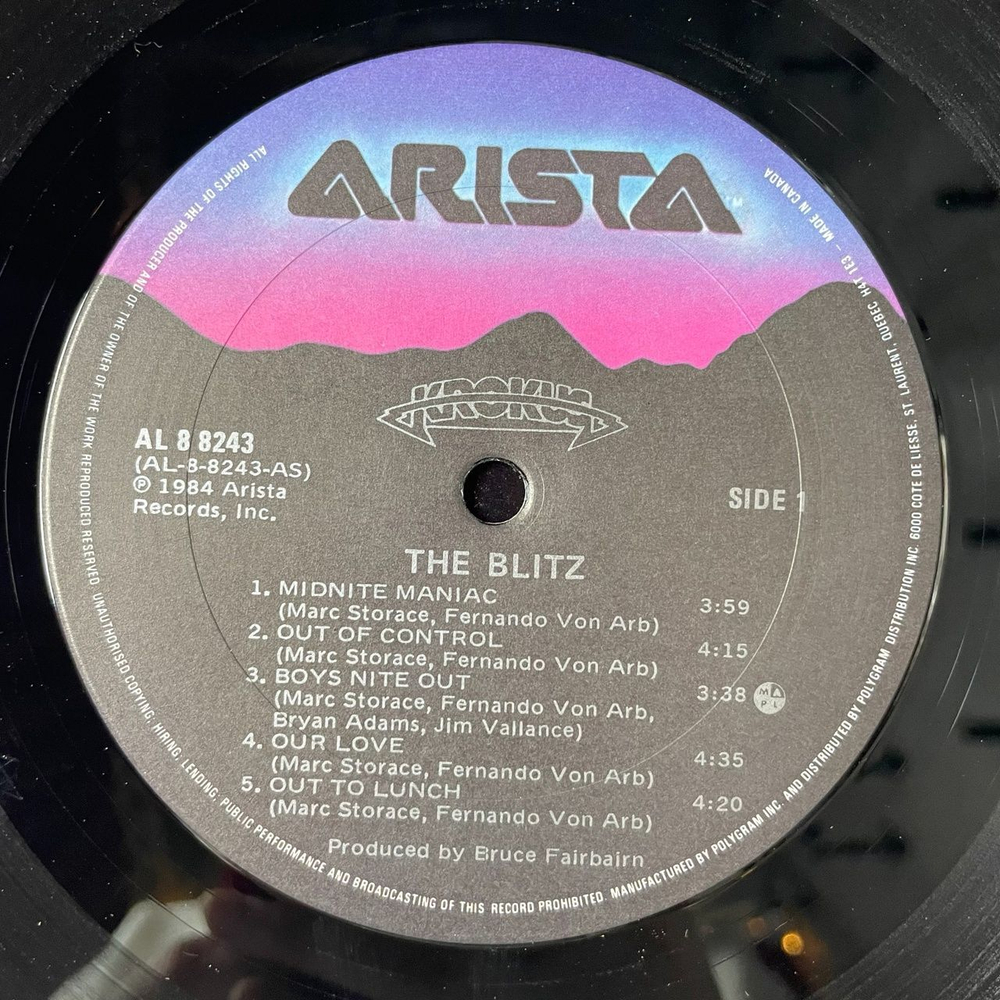 ARISTA TM
KROKUS
AL 8 8243
(AL-8-8243-AS)
℗ 1984 Arista
Records, Inc.
SIDE 1
THE BLITZ
1. MIDNITE MANIAC 3:59
(Marc Storace, Fernando Von Arb)
2. OUT OF CONTROL 4:15
(Marc Storace, Fernando Von Arb)
3. BOYS NITE OUT 3:38 MAPL
(Marc Storace, Fernando Von Arb,
Bryan Adams, Jim Vallance)
4. OUR LOVE 4:35
(Marc Storace, Fernando Von Arb)
5. OUT TO LUNCH 4:20
(Marc Storace, Fernando Von Arb)
Produced by Bruce Fairbairn
ALL RIGHTS OF THE PRODUCER AND OF THE OWNER OF THE WORK REPRODUCED RESERVED. UNAUTHORISED COPYING, HIRING, LENDING, PUBLIC PERFORMANCE AND BROADCASTING OF THIS RECORD PROHIBITED. MANUFACTURED BY POLYGRAM INC. AND DISTRIBUTED BY POLYGRAM DISTRIBUTION INC. 6000 COTE DE LIESSE, ST. LAURENT, QUEBEC H4T 1E3 – MADE IN CANADA